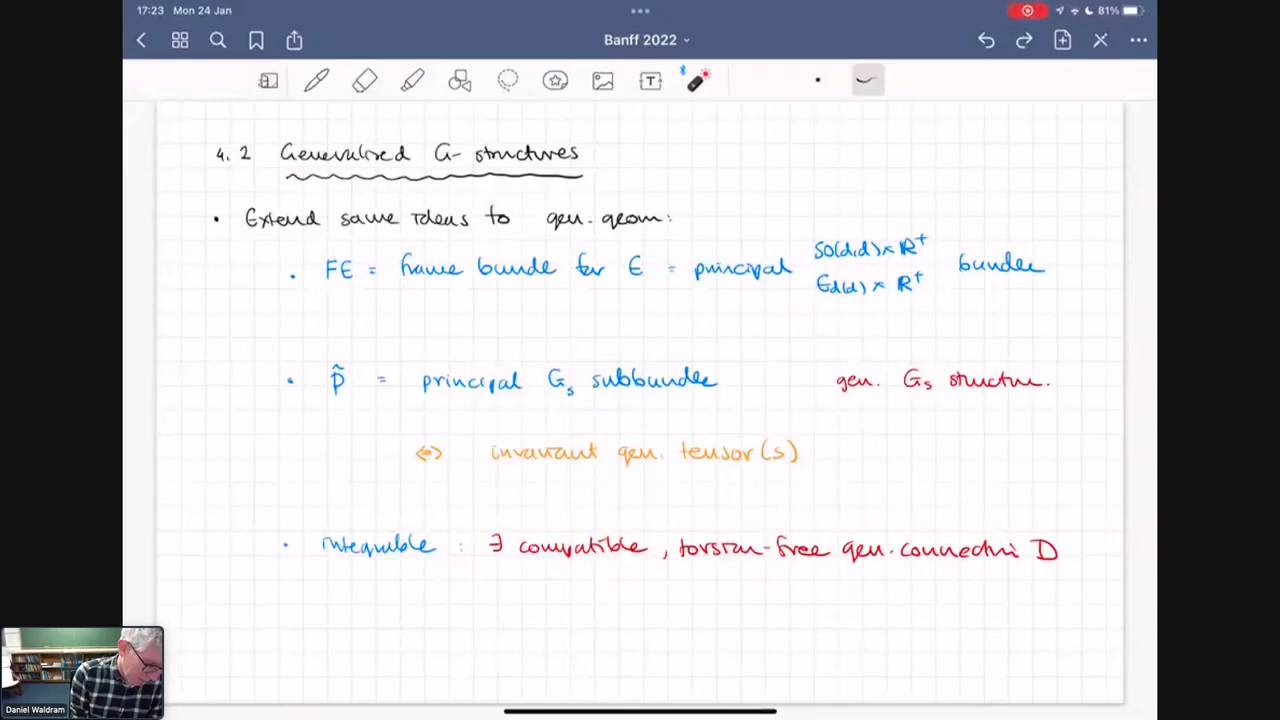 17:23 Mon 24 Jan
81%
Banff 2022
4.2 Generalised G-structures
• Extend same ideas to gen. geom:
• FE = frame bundle for E = principal SO(d,d)×R⁺ bundle
Ed(d)×R⁺
• P̃ = principal Gs subbundle gen. Gs structure.
⇔ invariant gen. tensor(s)
• integrable : ∃ compatible, torsion-free gen. connection D
Daniel Waldram